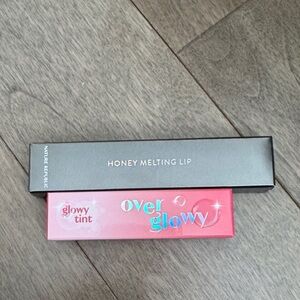 NATURE REPUBLIC
HONEY MELTING LIP
glowy
tint
over
glowy